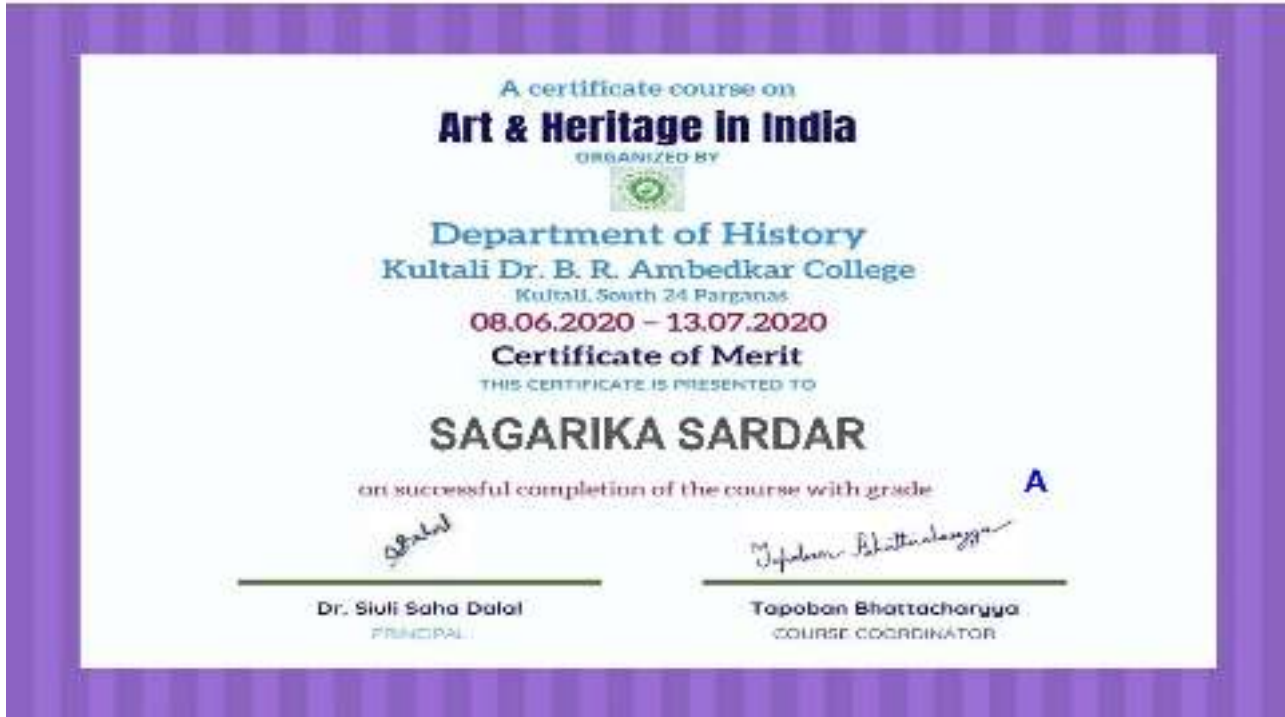 A certificate course on
Art & Heritage in India
ORGANIZED BY
Department of History
Kultali Dr. B. R. Ambedkar College
Kultali, South 24 Parganas
08.06.2020 – 13.07.2020
Certificate of Merit
THIS CERTIFICATE IS PRESENTED TO
SAGARIKA SARDAR
on successful completion of the course with grade A
Tapoban Bhattacharyya
Dr. Siuli Saha Dalal Tapoban Bhattacharyya
PRINCIPAL COURSE COORDINATOR